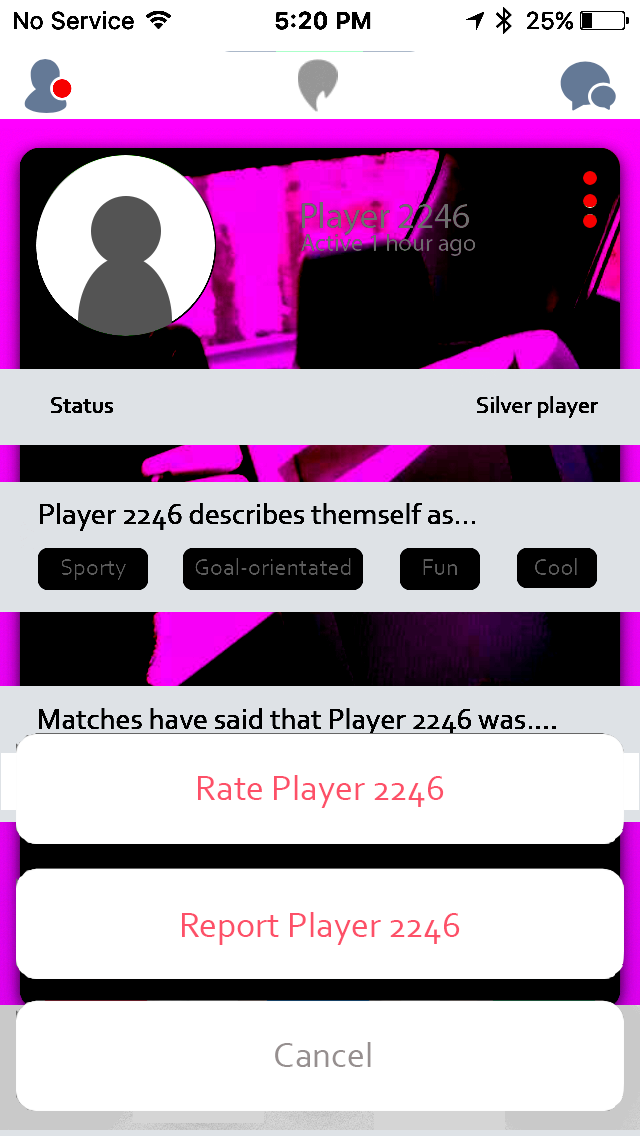 No Service 5:20 PM 25%
Player 2246
Active 1 hour ago
Status Silver player
Player 2246 describes themself as...
Sporty Goal-orientated Fun Cool
Matches have said that Player 2246 was....
Rate Player 2246
Report Player 2246
Cancel